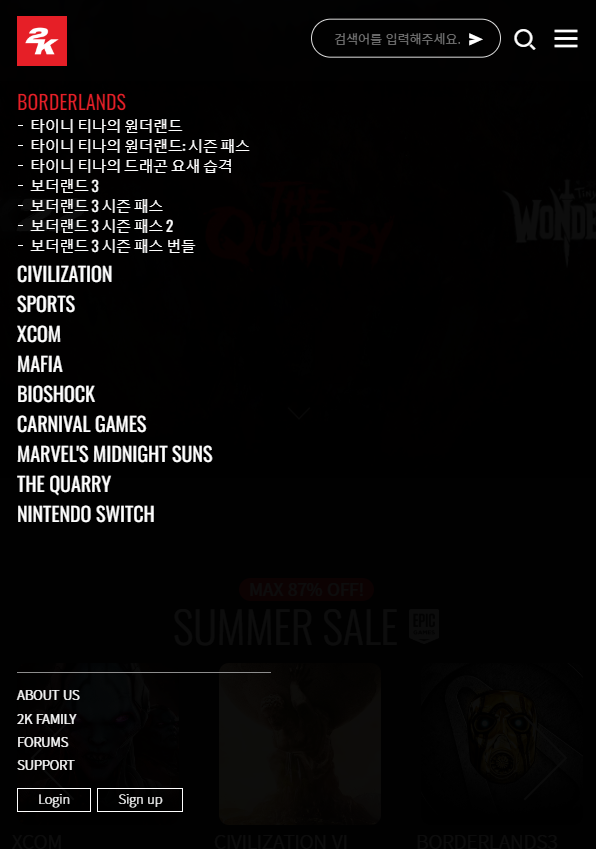 2K
검색어를 입력해주세요.
BORDERLANDS
- 타이니 티나의 원더랜드
- 타이니 티나의 원더랜드: 시즌 패스
- 타이니 티나의 드래곤 요새 습격
- 보더랜드 3
- 보더랜드 3 시즌 패스
- 보더랜드 3 시즌 패스 2
- 보더랜드 3 시즌 패스 번들
THE
QUARRY
CIVILIZATION
SPORTS
XCOM
MAFIA
BIOSHOCK
CARNIVAL GAMES
MARVEL'S MIDNIGHT SUNS
THE QUARRY
NINTENDO SWITCH
MAX 87% OFF!
SUMMER SALE EPIC
ABOUT US
2K FAMILY
FORUMS
SUPPORT
Login Sign up
XCOM CIVILIZATION VI BORDERLANDS3